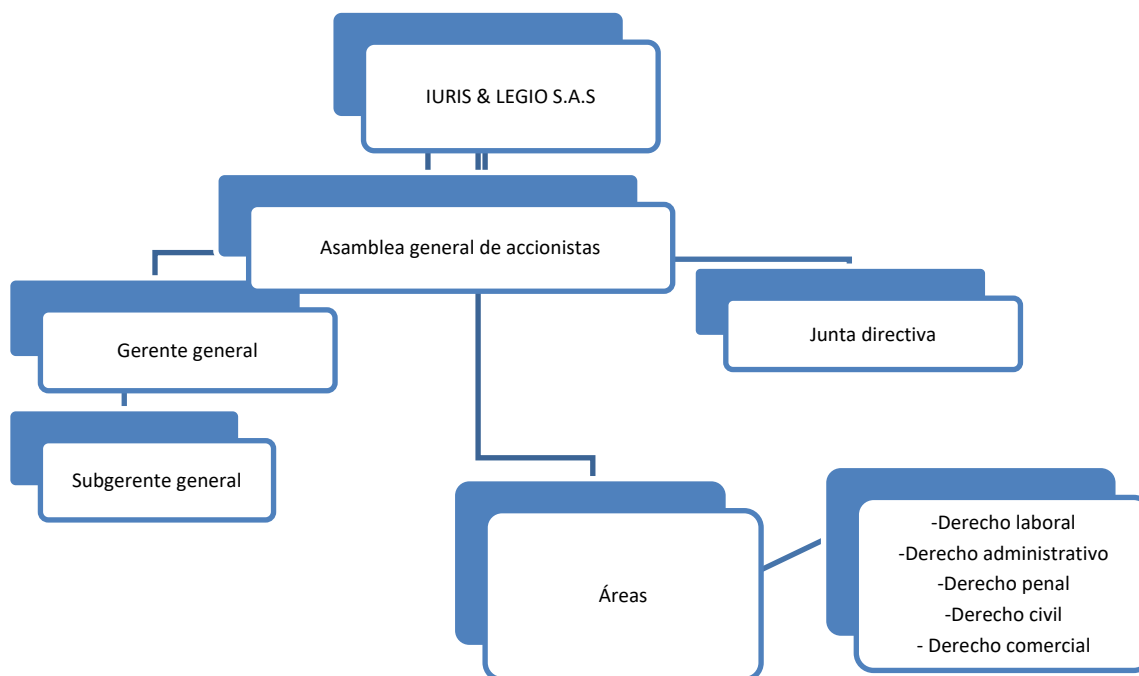 IURIS & LEGIO S.A.S
Asamblea general de accionistas
Gerente general
Junta directiva
Subgerente general
Áreas
-Derecho laboral
-Derecho administrativo
-Derecho penal
-Derecho civil
- Derecho comercial